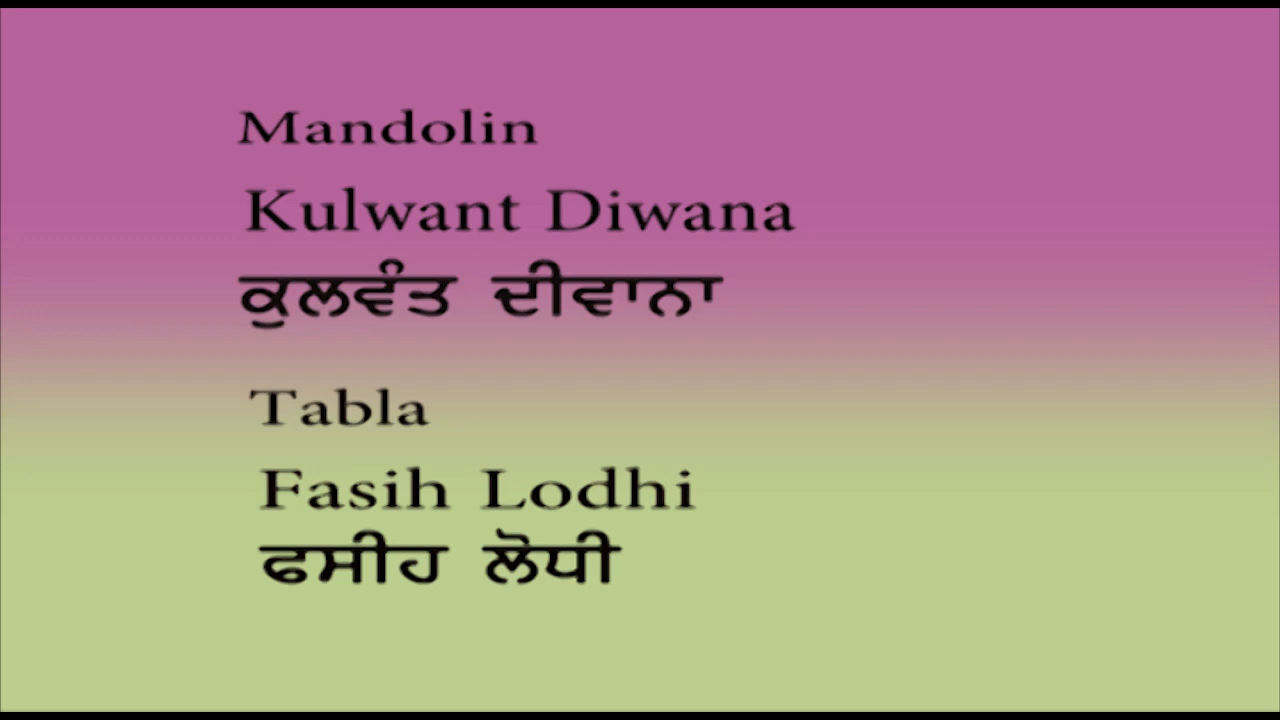 Mandolin
Kulwant Diwana
ਕੁਲਵੰਤ ਦੀਵਾਨਾ
Tabla
Fasih Lodhi
ਫਸੀਹ ਲੋਧੀ